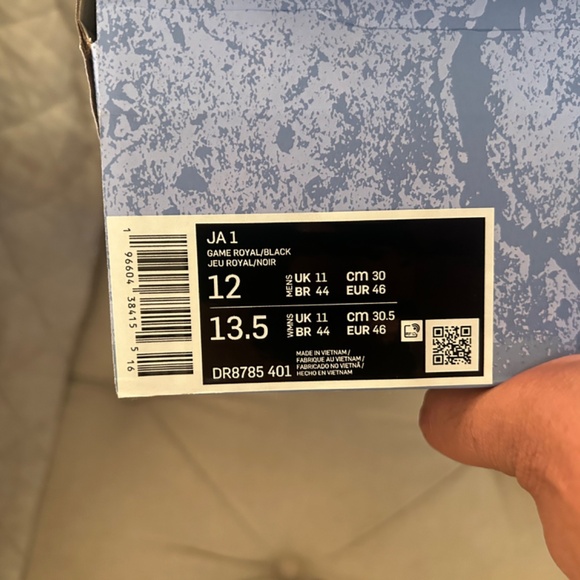 JA 1
GAME ROYAL/BLACK
JEU ROYAL/NOIR
12 MENS UK 11 cm 30
BR 44 EUR 46
13.5 WMNS UK 11 cm 30.5
BR 44 EUR 46
DR8785 401
MADE IN VIETNAM /
FABRIQUE AU VIETNAM /
FABRICADO NO VIETNÃ /
HECHO EN VIETNAM
1 96604 38415 5 16